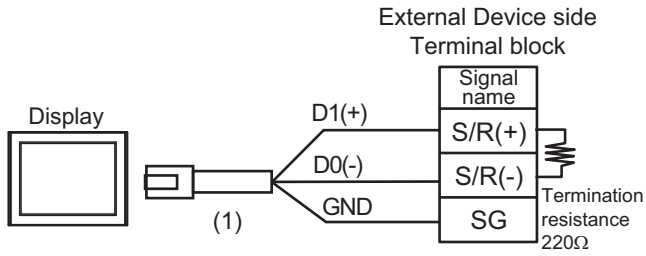 External Device side
Terminal block
Signal
name
Display
D1(+)
S/R(+)
D0(-)
S/R(-)
(1)
GND
SG
Termination
resistance
220Ω